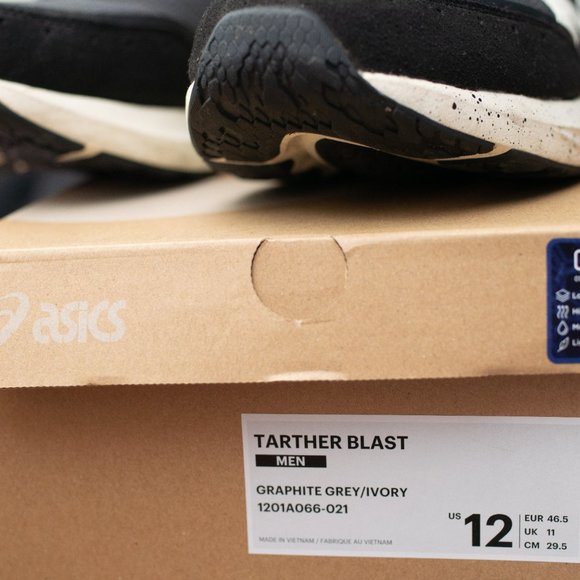 asics
TARTHER BLAST
MEN
GRAPHITE GREY/IVORY
1201A066-021
US 12
EUR 46.5
UK 11
CM 29.5
MADE IN VIETNAM / FABRIQUE AU VIETNAM